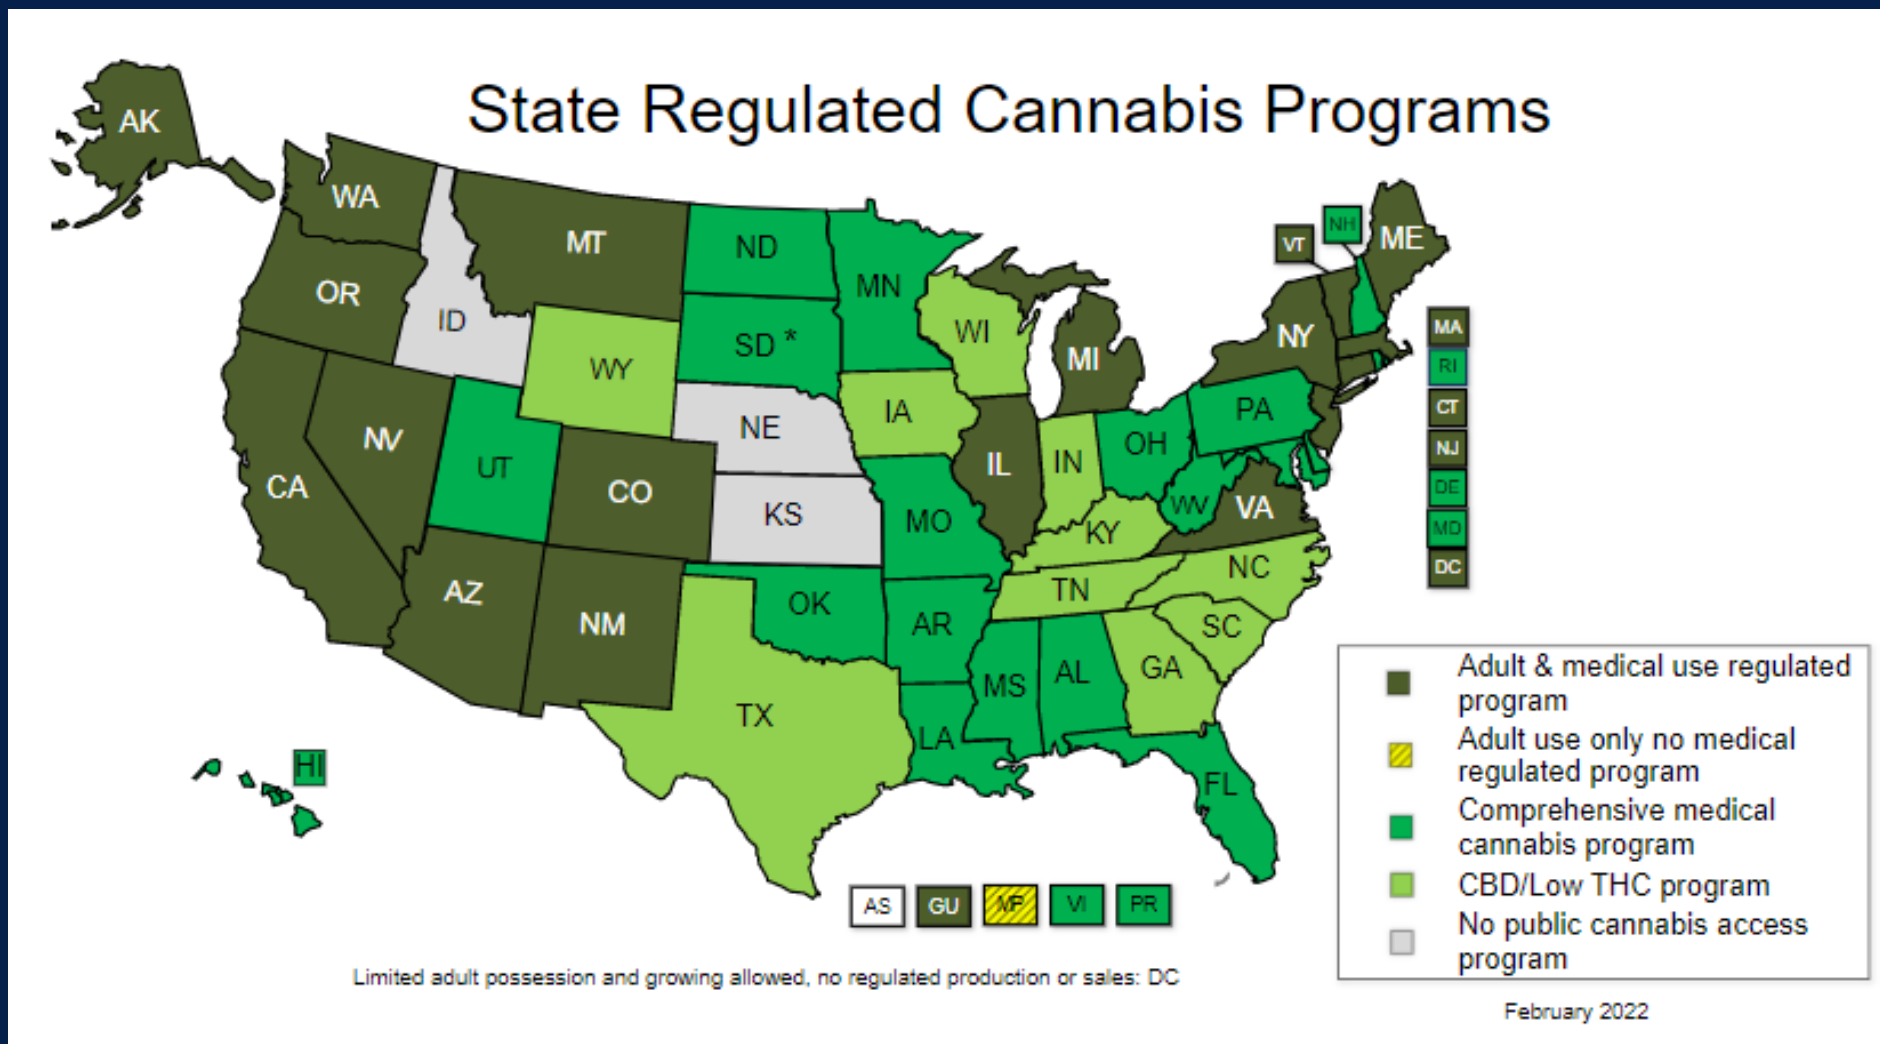 State Regulated Cannabis Programs
AK
WA
MT
ND
MN
VT
NH
ME
OR
ID
WY
SD *
WI
MI
NY
MA
RI
CT
NJ
DE
MD
DC
NV
CA
UT
CO
NE
KS
IA
IL
IN
OH
PA
WV
VA
KY
MO
AZ
NM
OK
AR
TN
NC
SC
TX
LA
MS
AL
GA
FL
HI
AS
GU
MP
VI
PR
Adult & medical use regulated
program
Adult use only no medical
regulated program
Comprehensive medical
cannabis program
CBD/Low THC program
No public cannabis access
program
Limited adult possession and growing allowed, no regulated production or sales: DC
February 2022